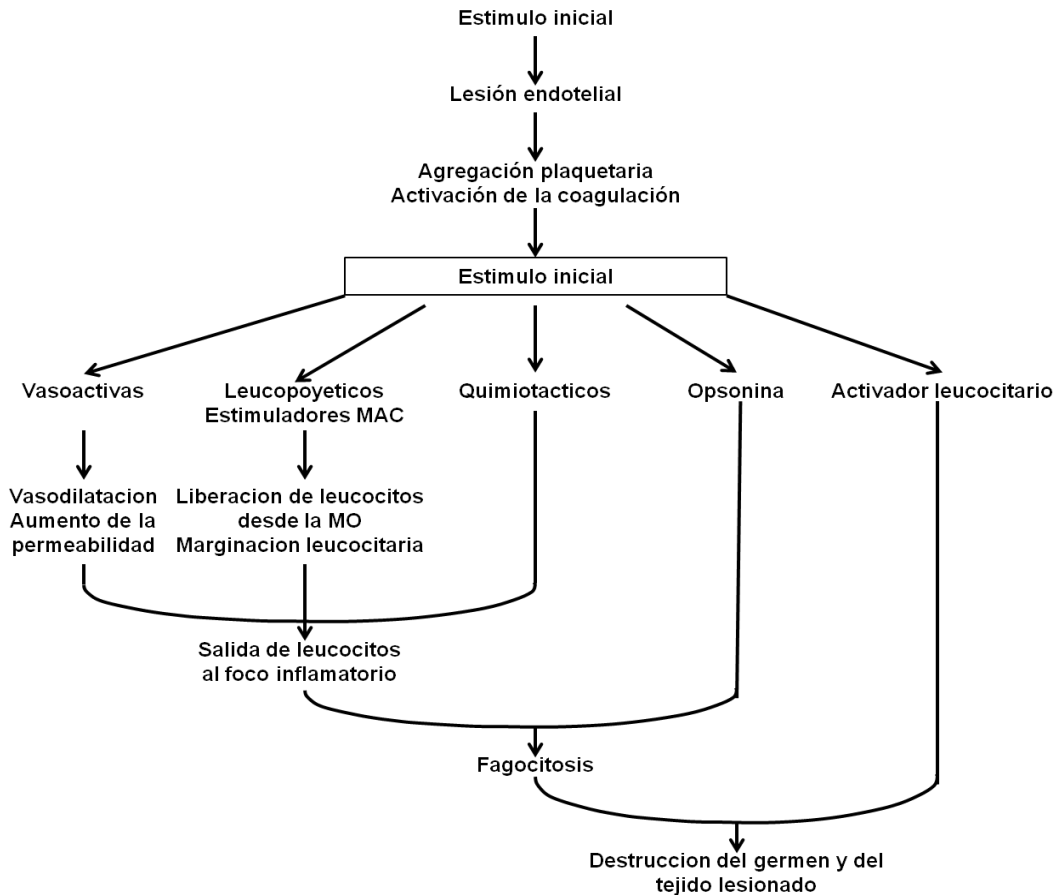 Estimulo inicial
Lesión endotelial
Agregación plaquetaria
Activación de la coagulación
Estimulo inicial
Vasoactivas
Leucopoyeticos
Estimuladores MAC
Quimiotacticos
Opsonina
Activador leucocitario
Vasodilatacion
Aumento de la
permeabilidad
Liberacion de leucocitos
desde la MO
Marginacion leucocitaria
Salida de leucocitos
al foco inflamatorio
Fagocitosis
Destruccion del germen y del
tejido lesionado